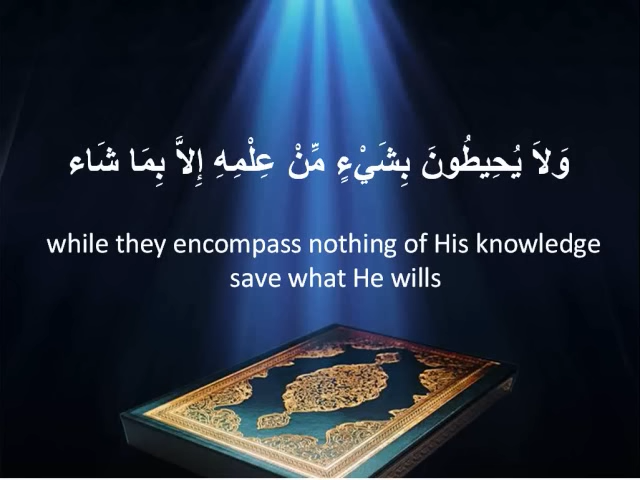 وَلاَ يُحِيطُونَ بِشَيْءٍ مِّنْ عِلْمِهِ إِلاَّ بِمَا شَاء
while they encompass nothing of His knowledge
save what He wills